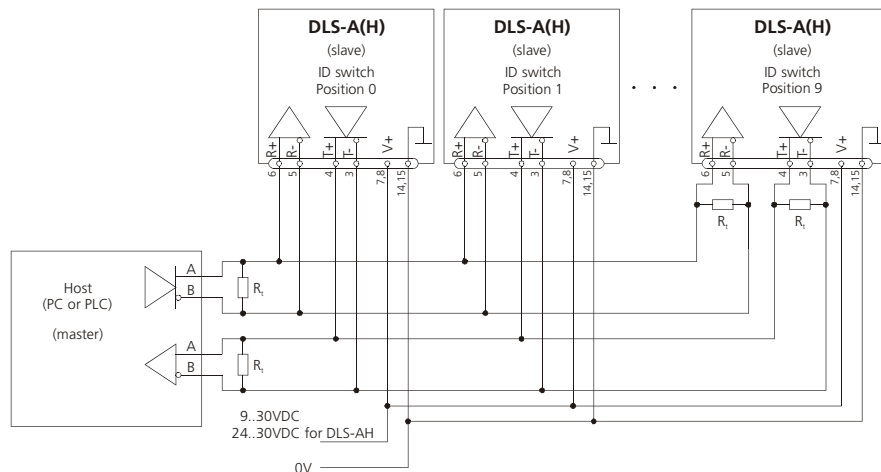 DLS-A(H)
(slave)
ID switch
Position 0
R+
R-
T+
T-
V+
6
5
4
3
7,8
14,15
DLS-A(H)
(slave)
ID switch
Position 1
R+
R-
T+
T-
V+
6
5
4
3
7,8
14,15
. . .
DLS-A(H)
(slave)
ID switch
Position 9
R+
R-
T+
T-
V+
6
5
4
3
7,8
14,15
Rt
Rt
Host
(PC or PLC)
(master)
A
B
Rt
A
B
Rt
9..30VDC
24..30VDC for DLS-AH
0V